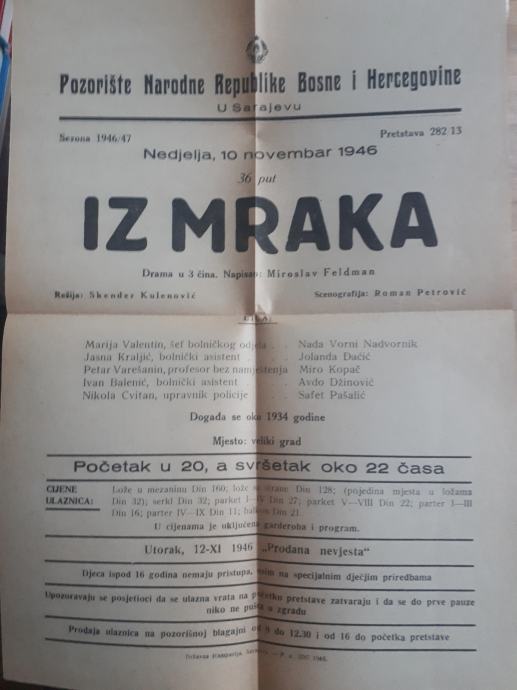 Pozorište Narodne Republike Bosne i Hercegovine
U Sarajevu
Sezona 1946/47
Pretstava 282 13
Nedjelja, 10 novembar 1946
36 put
IZ MRAKA
Drama u 3 čina. Napisao: Miroslav Feldman
Režija: Skender Kulenović
Scenografija: Roman Petrović
Marija Valentin, šef bolničkog odjela . . Nada Vorni Nadvornik
Jasna Kraljić, bolnički asistent . . . . Jolanda Đačić
Petar Varešanin, profesor bez namještenja Miro Kopač
Ivan Balenić, bolnički asistent . . . . Avdo Džinović
Nikola Cvitan, upravnik policije . . . . Safet Pašalić
Događa se oko 1934 godine
Mjesto: veliki grad
Početak u 20, a svršetak oko 22 časa
CIJENE ULAZNICA:
Lože u mezaninu Din 160; lože sa strane Din 128; (pojedina mjesta u ložama
Din 32); serkl Din 32; parket I—IV Din 27; parket V—VIII Din 22; parter I—III
Din 16; parter IV—IX Din 11; balkon Din 21.
U cijenama je uključena garderoba i program.
Utorak, 12-XI 1946 „Prodana nevjesta"
Djeca ispod 16 godina nemaju pristupa, osim na specijalnim dječjim priredbama
Upozoravaju se posjetioci da se ulazna vrata na početku pretstave zatvaraju i da se do prve pauze
niko ne pušta u zgradu
Prodaja ulaznica na pozorišnoj blagajni od 9 do 12.30 i od 16 do početka pretstave
Državna štamparija, Sarajevo 1946.